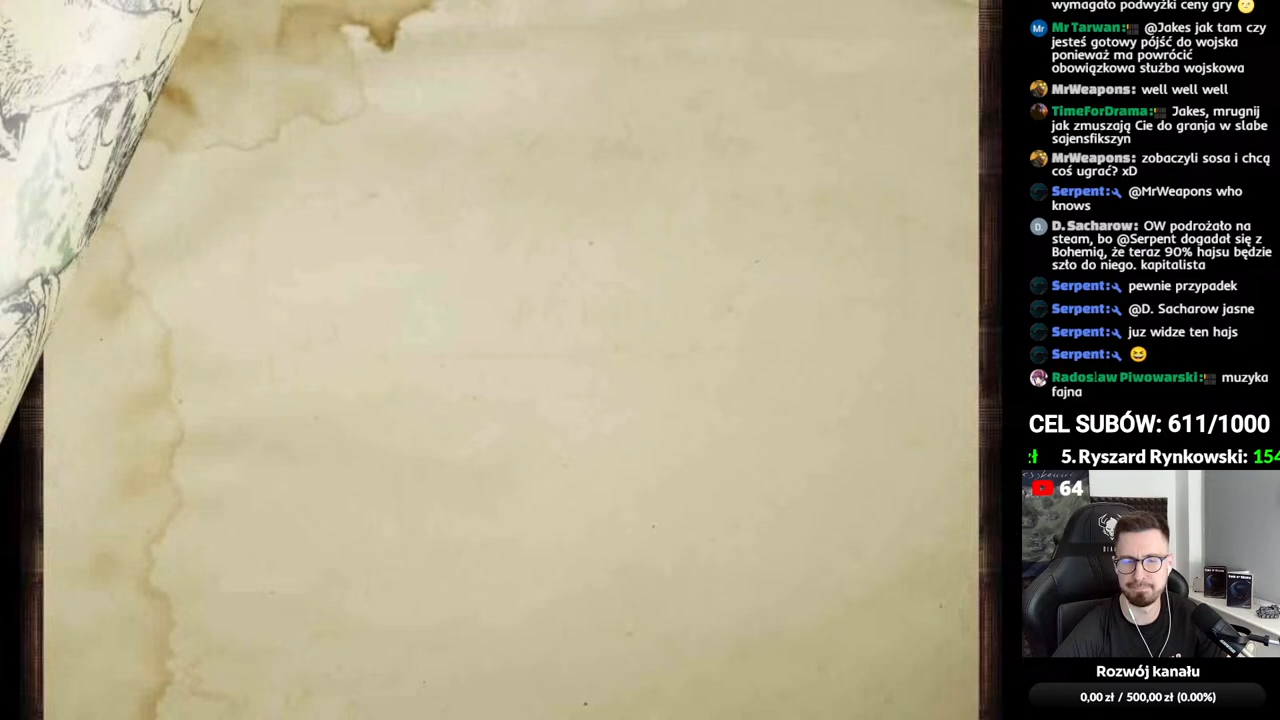 wymagało podwyżki ceny gry
Mr Tarwan: @Jakes jak tam czy
jesteś gotowy pójść do wojska
ponieważ ma powrócić
obowiązkowa służba wojskowa
MrWeapons: well well well
TimeForDrama: Jakes, mrugnij
jak zmuszają Cie do grania w slabe
sajensfikszyn
MrWeapons: zobaczyli sosa i chcą
coś ugrać? xD
Serpent: @MrWeapons who
knows
D. Sacharow: OW podrożało na
steam, bo @Serpent dogadał się z
Bohemią, że teraz 90% hajsu będzie
szło do niego. kapitalista
Serpent: pewnie przypadek
Serpent: @D. Sacharow jasne
Serpent: juz widze ten hajs
Serpent: 😆
Radosław Piwowarski: muzyka
fajna
CEL SUBÓW: 611/1000
ł 5. Ryszard Rynkowski: 154
64
Rozwój kanału
0,00 zł / 500,00 zł (0.00%)